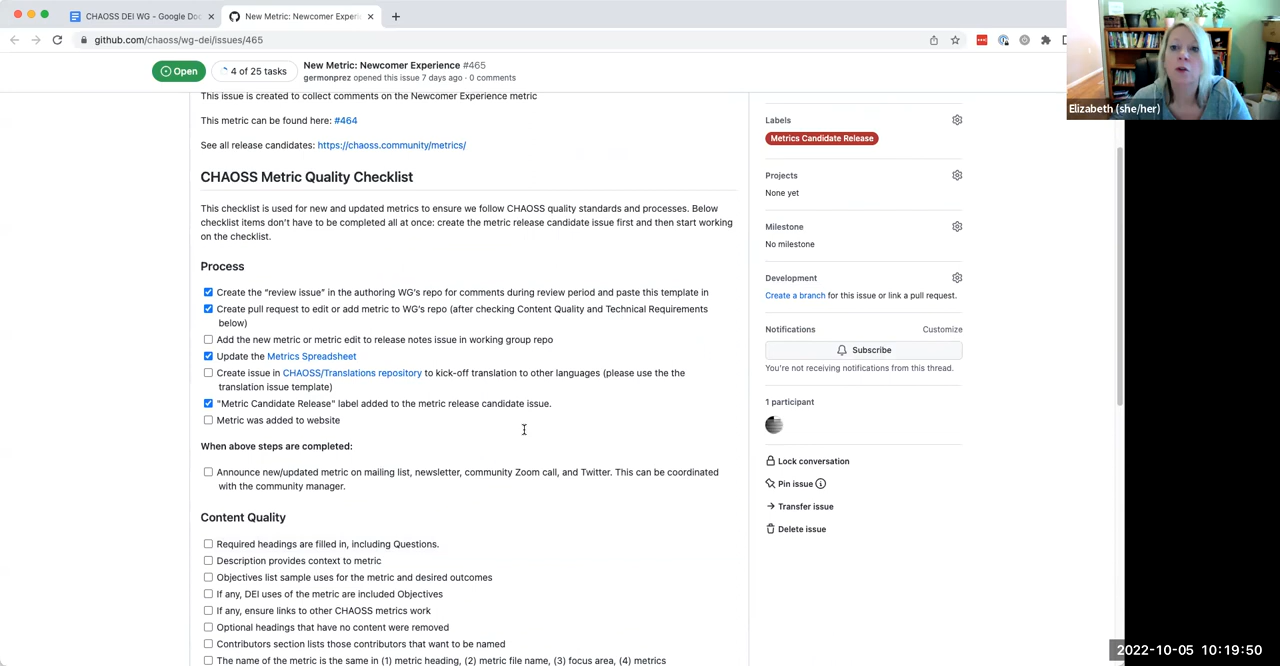 CHAOSS DEI WG - Google Doc
New Metric: Newcomer Experie
github.com/chaoss/wg-dei/issues/465
Elizabeth (she/her)
Open
4 of 25 tasks
New Metric: Newcomer Experience #465
germonprez opened this issue 7 days ago · 0 comments
This issue is created to collect comments on the Newcomer Experience metric
This metric can be found here: #464
See all release candidates: https://chaoss.community/metrics/
CHAOSS Metric Quality Checklist
This checklist is used for new and updated metrics to ensure we follow CHAOSS quality standards and processes. Below
checklist items don't have to be completed all at once: create the metric release candidate issue first and then start working
on the checklist.
Process
Create the "review issue" in the authoring WG's repo for comments during review period and paste this template in
Create pull request to edit or add metric to WG's repo (after checking Content Quality and Technical Requirements
below)
Add the new metric or metric edit to release notes issue in working group repo
Update the Metrics Spreadsheet
Create issue in CHAOSS/Translations repository to kick-off translation to other languages (please use the the
translation issue template)
"Metric Candidate Release" label added to the metric release candidate issue.
Metric was added to website
When above steps are completed:
Announce new/updated metric on mailing list, newsletter, community Zoom call, and Twitter. This can be coordinated
with the community manager.
Content Quality
Required headings are filled in, including Questions.
Description provides context to metric
Objectives list sample uses for the metric and desired outcomes
If any, DEI uses of the metric are included Objectives
If any, ensure links to other CHAOSS metrics work
Optional headings that have no content were removed
Contributors section lists those contributors that want to be named
The name of the metric is the same in (1) metric heading, (2) metric file name, (3) focus area, (4) metrics
Labels
Metrics Candidate Release
Projects
None yet
Milestone
No milestone
Development
Create a branch for this issue or link a pull request.
Notifications
Customize
Subscribe
You're not receiving notifications from this thread.
1 participant
Lock conversation
Pin issue
Transfer issue
Delete issue
2022-10-05 10:19:50